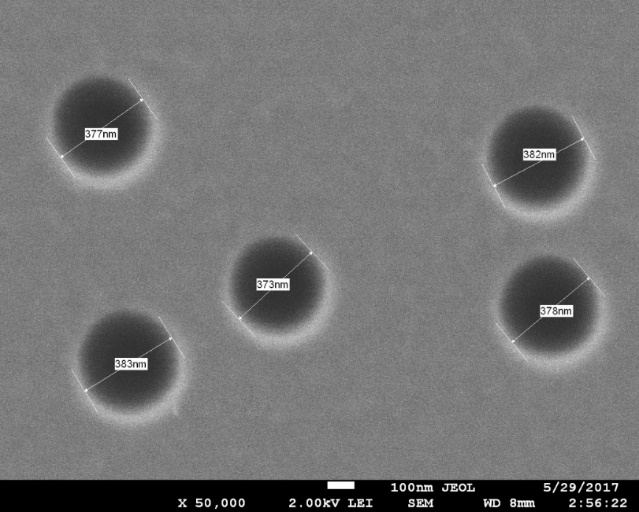 377nm
382nm
373nm
378nm
383nm
100nm JEOL 5/29/2017
X 50,000 2.00kV LEI SEM WD 8mm 2:56:22